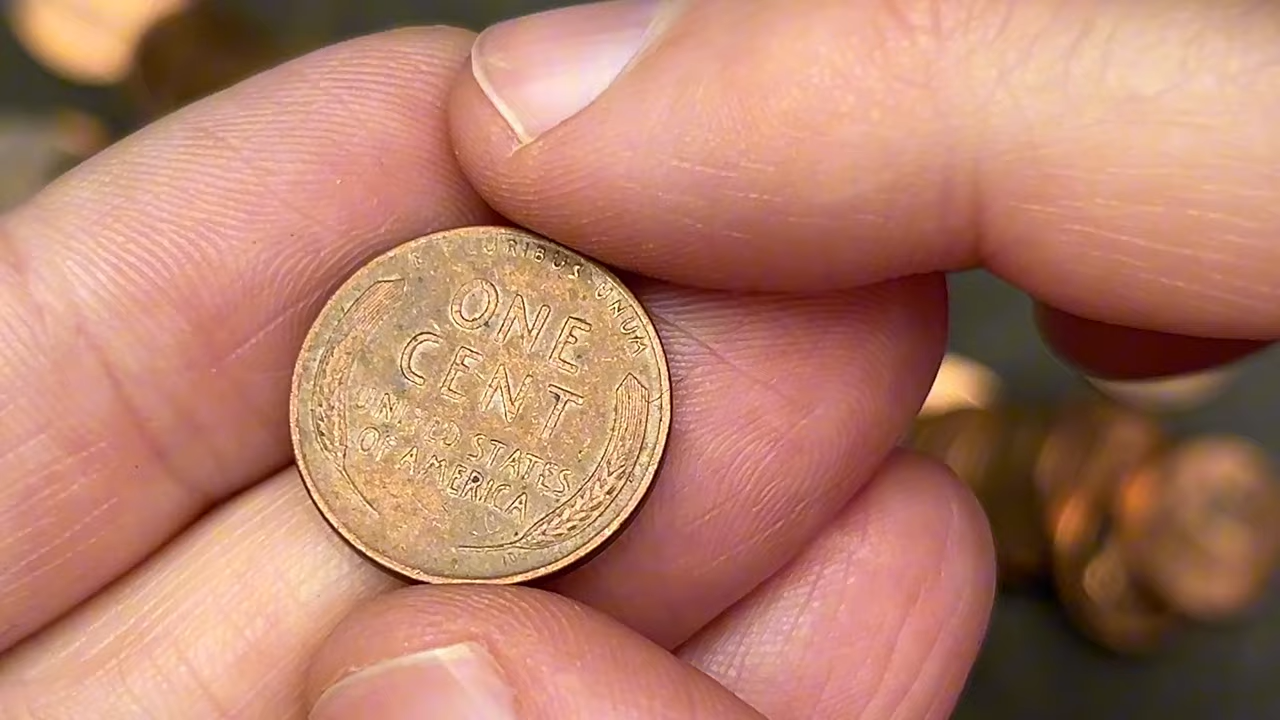 E PLURIBUS UNUM
ONE
CENT
UNITED STATES
OF AMERICA